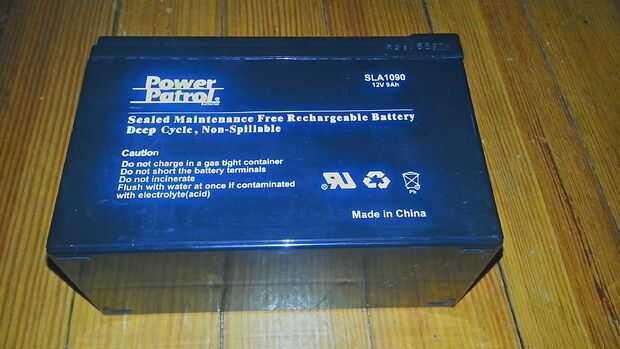 Power
Patrol
SLA1090
12V 9Ah
Sealed Maintenance Free Rechargeable Battery
Deep Cycle, Non-Spillable
Caution
Do not charge in a gas tight container
Do not short the battery terminals
Do not incinerate
Flush with water at once if contaminated
with electrolyte(acid)
Pb
Made in China